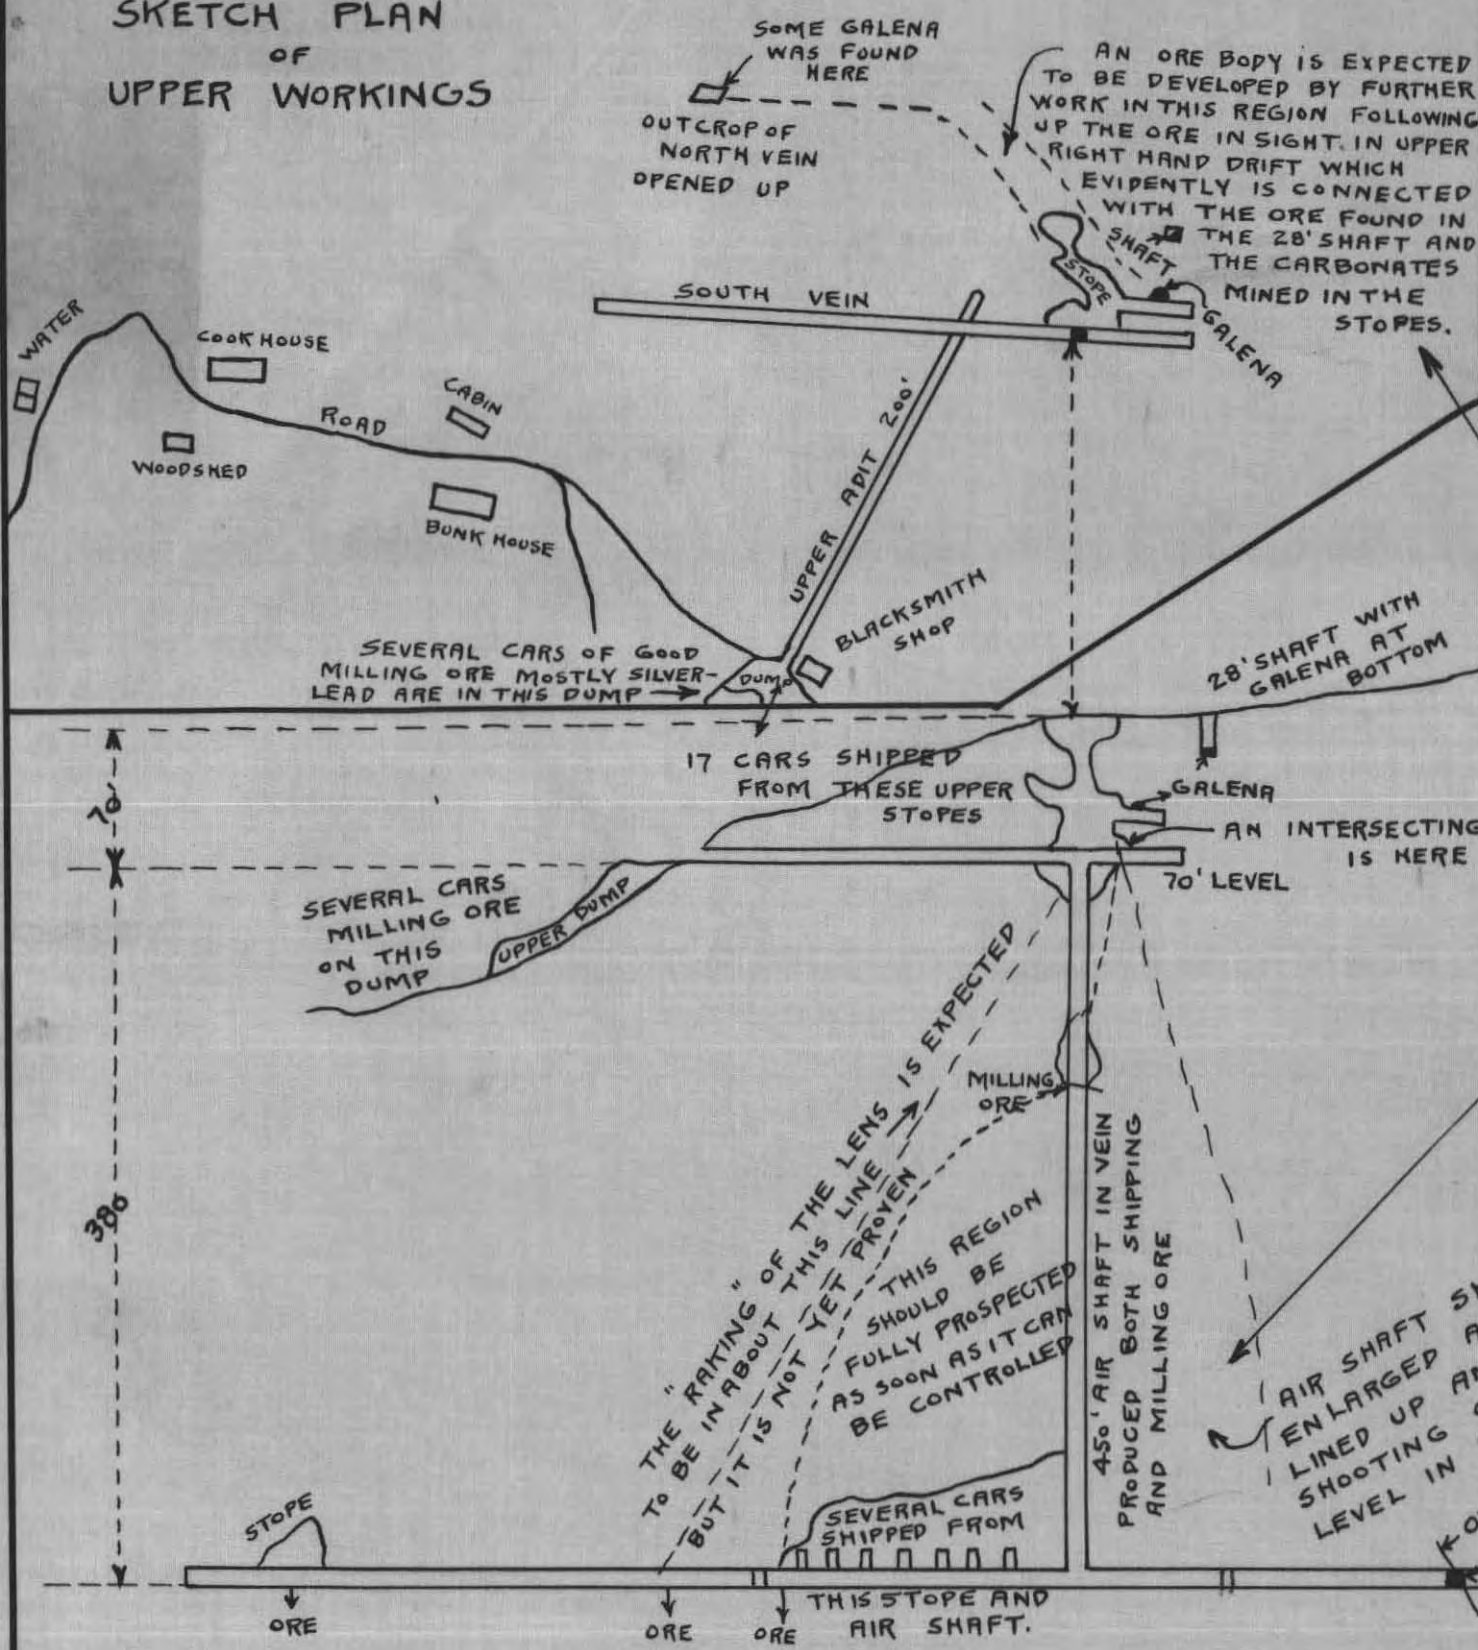 SKETCH PLAN
OF
UPPER WORKINGS
SOME GALENA
WAS FOUND
HERE
OUTCROP OF
NORTH VEIN
OPENED UP
AN ORE BODY IS EXPECTED
TO BE DEVELOPED BY FURTHER
WORK IN THIS REGION FOLLOWING
UP THE ORE IN SIGHT. IN UPPER
RIGHT HAND DRIFT WHICH
EVIDENTLY IS CONNECTED
WITH THE ORE FOUND IN
THE 28' SHAFT AND
THE CARBONATES
MINED IN THE
STOPES.
SHAFT
STOPE
GALENA
SOUTH VEIN
WATER
COOK HOUSE
CABIN
ROAD
WOODSHED
BUNK HOUSE
UPPER ADIT 200'
BLACKSMITH
SHOP
SEVERAL CARS OF GOOD
MILLING ORE MOSTLY SILVER-
LEAD ARE IN THIS DUMP
DUMP
28' SHAFT WITH
GALENA AT
BOTTOM
17 CARS SHIPPED
FROM THESE UPPER
STOPES
GALENA
AN INTERSECTING
IS HERE
70'
70' LEVEL
SEVERAL CARS
MILLING ORE
ON THIS
DUMP
UPPER DUMP
MILLING
ORE
380
THE "RAKING" OF THE LENS IS EXPECTED
TO BE IN ABOUT THIS LINE
BUT IT IS NOT YET PROVEN
THIS REGION
SHOULD BE
FULLY PROSPECTED
AS SOON AS IT CAN
BE CONTROLLED
450' AIR SHAFT IN VEIN
PRODUCED BOTH SHIPPING
AND MILLING ORE
AIR SHAFT
ENLARGED
LINED UP
SHOOTING
LEVEL IN
STOPE
SEVERAL CARS
SHIPPED FROM
THIS STOPE AND
AIR SHAFT.
ORE
ORE
ORE